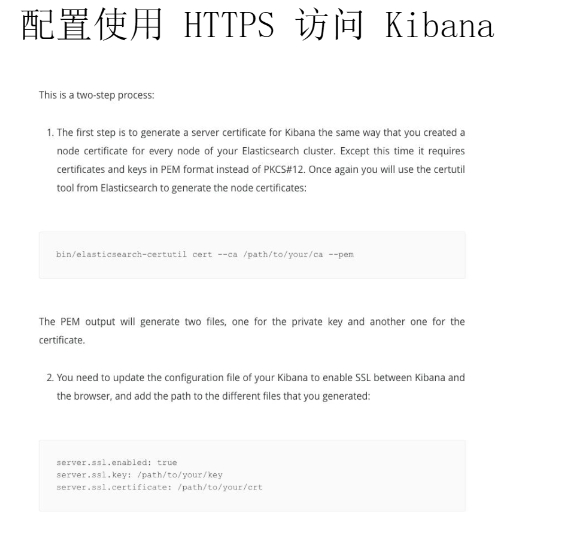 配置使用 HTTPS 访问 Kibana
This is a two-step process:
1. The first step is to generate a server certificate for Kibana the same way that you created a
node certificate for every node of your Elasticsearch cluster. Except this time it requires
certificates and keys in PEM format instead of PKCS#12. Once again you will use the certutil
tool from Elasticsearch to generate the node certificates:
bin/elasticsearch-certutil cert --ca /path/to/your/ca --pem
The PEM output will generate two files, one for the private key and another one for the
certificate.
2. You need to update the configuration file of your Kibana to enable SSL between Kibana and
the browser, and add the path to the different files that you generated:
server.ssl.enabled: true
server.ssl.key: /path/to/your/key
server.ssl.certificate: /path/to/your/crt